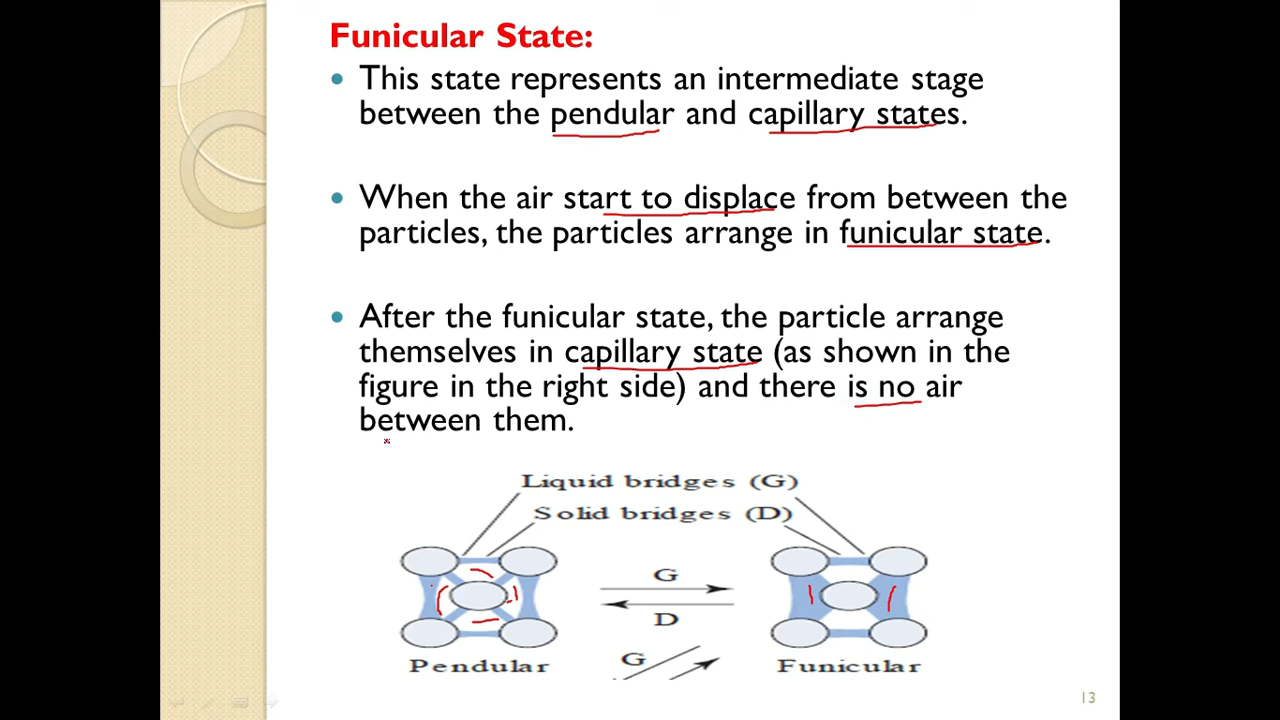 Funicular State:
• This state represents an intermediate stage
between the pendular and capillary states.
• When the air start to displace from between the
particles, the particles arrange in funicular state.
• After the funicular state, the particle arrange
themselves in capillary state (as shown in the
figure in the right side) and there is no air
between them.
Liquid bridges (G)
Solid bridges (D)
G
D
G
Pendular
Funicular
13